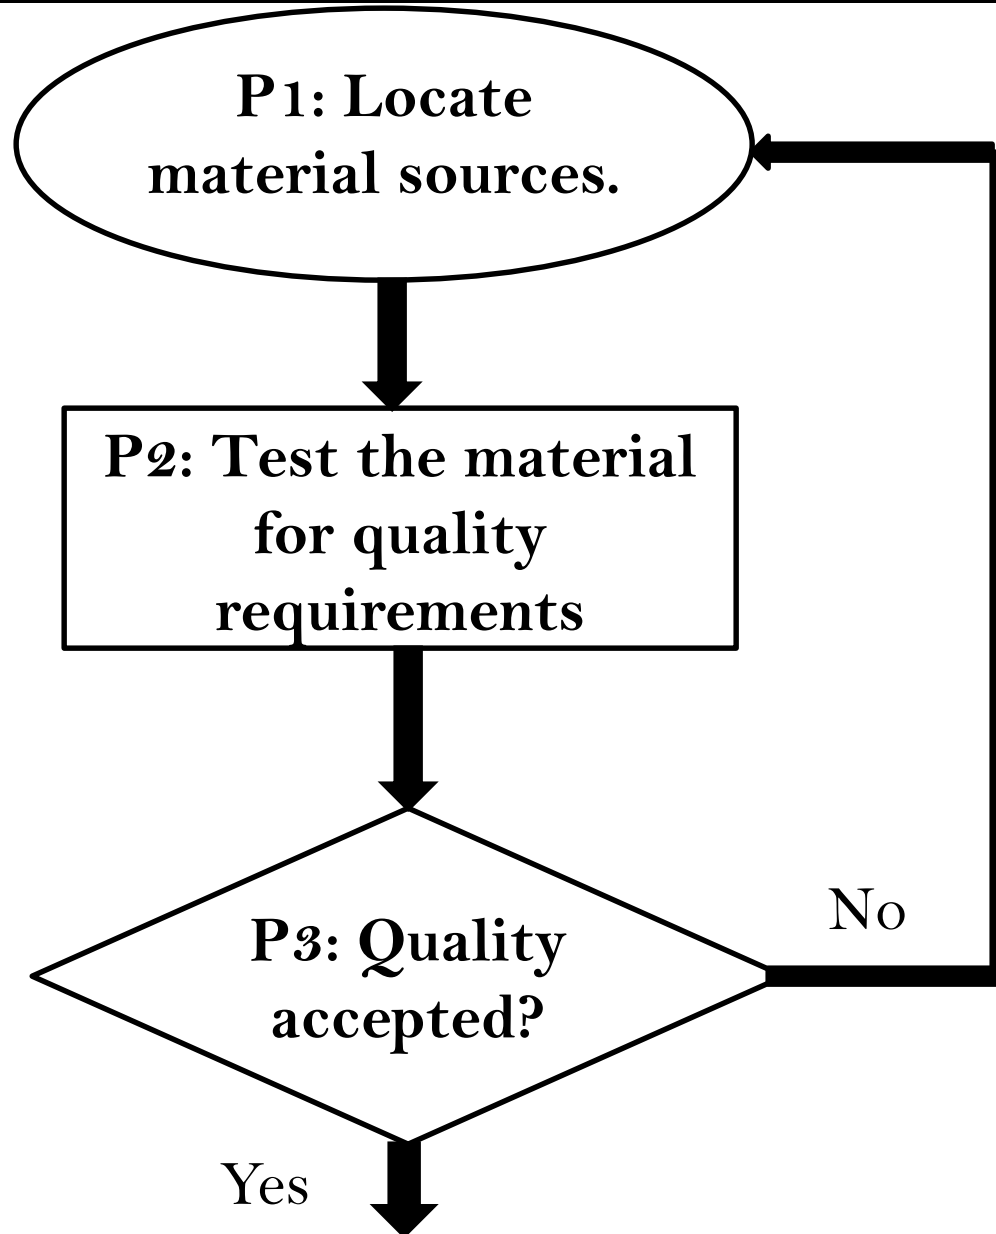 P1: Locate
material sources.
P2: Test the material
for quality
requirements
No
P3: Quality
accepted?
Yes